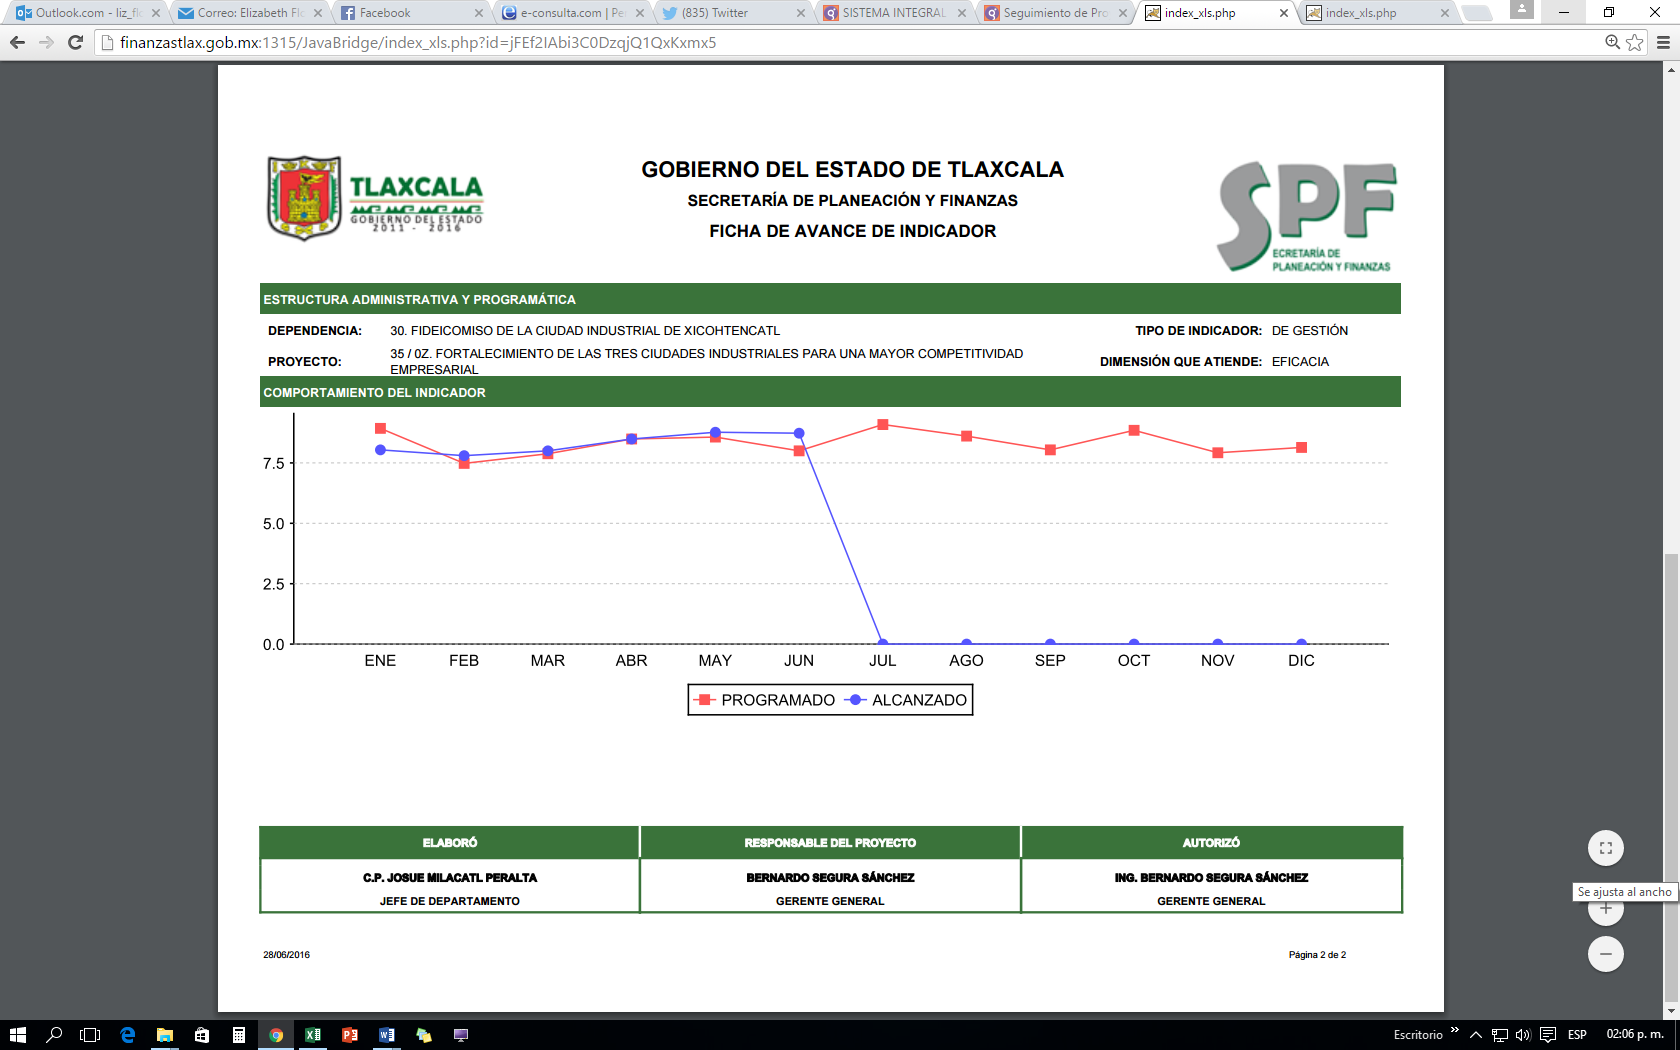 Outlook.com - liz_flo
Correo: Elizabeth Flo
Facebook
e-consulta.com | Pe
(835) Twitter
SISTEMA INTEGRAL
Seguimiento de Pro
index_xls.php
index_xls.php
finanzastlax.gob.mx:1315/JavaBridge/index_xls.php?id=jFEf2IAbi3C0DzqjQ1QxKxmx5
TLAXCALA
GOBIERNO DEL ESTADO
2011 - 2016
GOBIERNO DEL ESTADO DE TLAXCALA
SECRETARÍA DE PLANEACIÓN Y FINANZAS
FICHA DE AVANCE DE INDICADOR
SPF
ECRETARÍA DE
PLANEACIÓN Y FINANZAS
ESTRUCTURA ADMINISTRATIVA Y PROGRAMÁTICA
DEPENDENCIA: 30. FIDEICOMISO DE LA CIUDAD INDUSTRIAL DE XICOHTENCATL TIPO DE INDICADOR: DE GESTIÓN
PROYECTO: 35 / 0Z. FORTALECIMIENTO DE LAS TRES CIUDADES INDUSTRIALES PARA UNA MAYOR COMPETITIVIDAD
EMPRESARIAL
DIMENSIÓN QUE ATIENDE: EFICACIA
COMPORTAMIENTO DEL INDICADOR
7.5
5.0
2.5
0.0
ENE FEB MAR ABR MAY JUN JUL AGO SEP OCT NOV DIC
PROGRAMADO ALCANZADO
ELABORÓ RESPONSABLE DEL PROYECTO AUTORIZÓ
C.P. JOSUE MILACATL PERALTA BERNARDO SEGURA SÁNCHEZ ING. BERNARDO SEGURA SÁNCHEZ
JEFE DE DEPARTAMENTO GERENTE GENERAL GERENTE GENERAL
Se ajusta al ancho
28/06/2016 Página 2 de 2
Escritorio ESP 02:06 p. m.